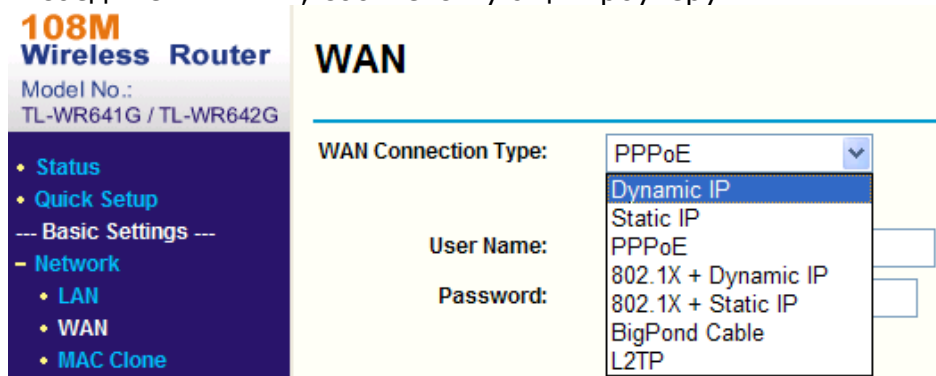 108M
Wireless Router
Model No.:
TL-WR641G / TL-WR642G
• Status
• Quick Setup
--- Basic Settings ---
– Network
• LAN
• WAN
• MAC Clone
WAN
WAN Connection Type:
PPPoE
Dynamic IP
Static IP
PPPoE
802.1X + Dynamic IP
802.1X + Static IP
BigPond Cable
L2TP
User Name:
Password: